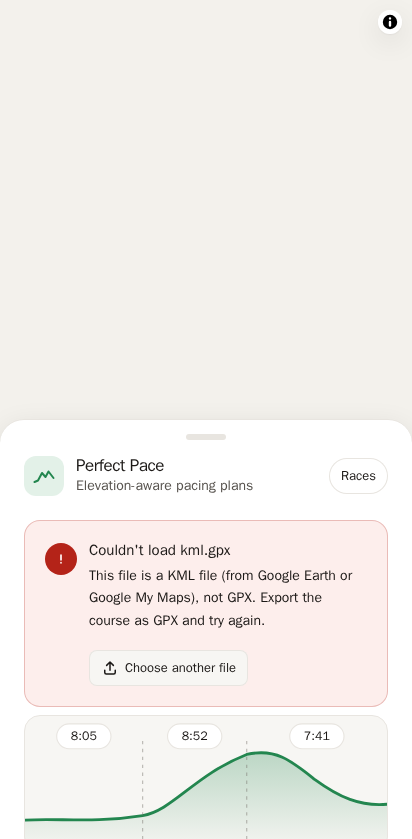 Perfect Pace
Elevation-aware pacing plans
Races
!
Couldn't load kml.gpx
This file is a KML file (from Google Earth or
Google My Maps), not GPX. Export the
course as GPX and try again.
Choose another file
8:05
8:52
7:41